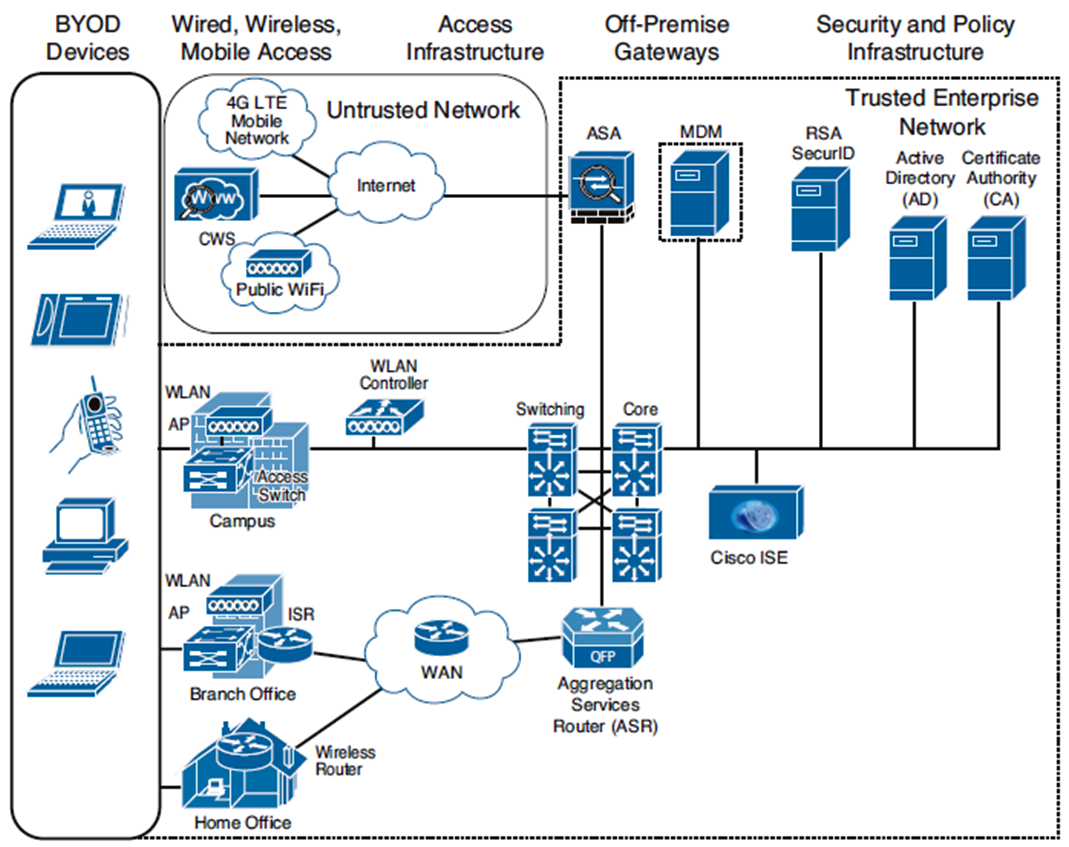 BYOD
Devices
Wired, Wireless,
Mobile Access
Access
Infrastructure
Off-Premise
Gateways
Security and Policy
Infrastructure
4G LTE
Mobile
Network
Untrusted Network
Internet
WWW
CWS
Public WiFi
ASA
MDM
Trusted Enterprise
Network
RSA
SecurID
Active
Directory
(AD)
Certificate
Authority
(CA)
WLAN
AP
Access
Switch
Campus
WLAN
Controller
Switching
Core
Cisco ISE
WLAN
AP
ISR
Branch Office
WAN
QFP
Aggregation
Services
Router (ASR)
Wireless
Router
Home Office